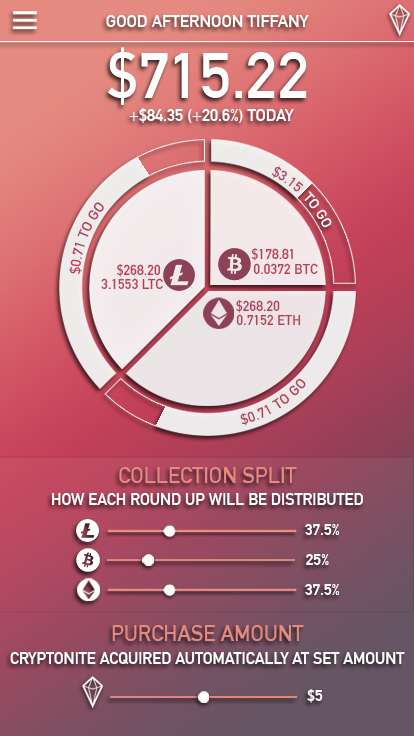 GOOD AFTERNOON TIFFANY
$715.22
+$84.35 (+20.6%) TODAY
$3.15 TO GO
$0.71 TO GO
$178.81
0.0372 BTC
$268.20
3.1553 LTC
$268.20
0.7152 ETH
$0.71 TO GO
COLLECTION SPLIT
HOW EACH ROUND UP WILL BE DISTRIBUTED
37.5%
25%
37.5%
PURCHASE AMOUNT
CRYPTONITE ACQUIRED AUTOMATICALLY AT SET AMOUNT
$5